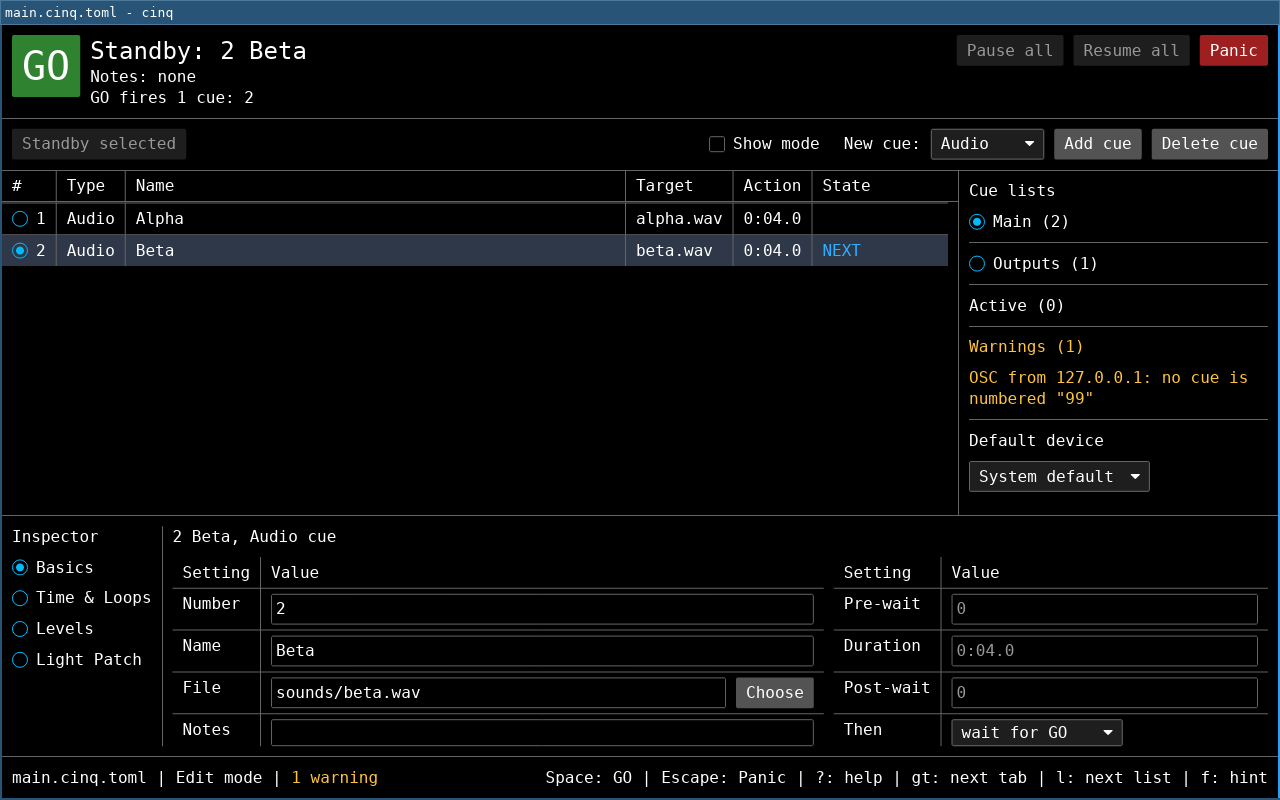 main.cinq.toml - cinq
GO
Standby: 2 Beta
Notes: none
GO fires 1 cue: 2
Pause all
Resume all
Panic
Standby selected
Show mode
New cue:
Audio
Add cue
Delete cue
# Type Name Target Action State
1 Audio Alpha alpha.wav 0:04.0
2 Audio Beta beta.wav 0:04.0 NEXT
Cue lists
Main (2)
Outputs (1)
Active (0)
Warnings (1)
OSC from 127.0.0.1: no cue is
numbered "99"
Default device
System default
Inspector
Basics
Time & Loops
Levels
Light Patch
2 Beta, Audio cue
Setting Value
Number 2
Name Beta
File sounds/beta.wav Choose
Notes
Setting Value
Pre-wait 0
Duration 0:04.0
Post-wait 0
Then wait for GO
main.cinq.toml | Edit mode | 1 warning
Space: GO | Escape: Panic | ?: help | gt: next tab | l: next list | f: hint